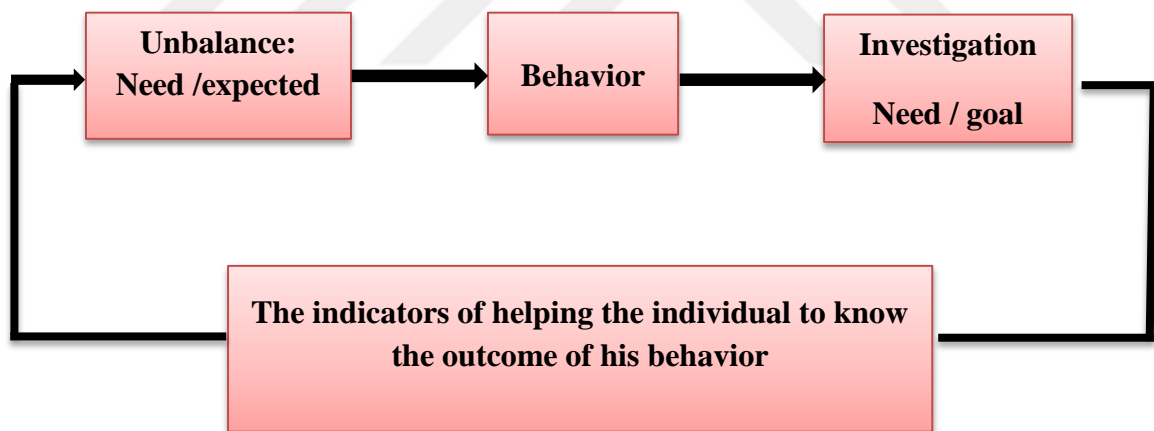 Unbalance:
Need /expected
Behavior
Investigation
Need / goal
The indicators of helping the individual to know
the outcome of his behavior